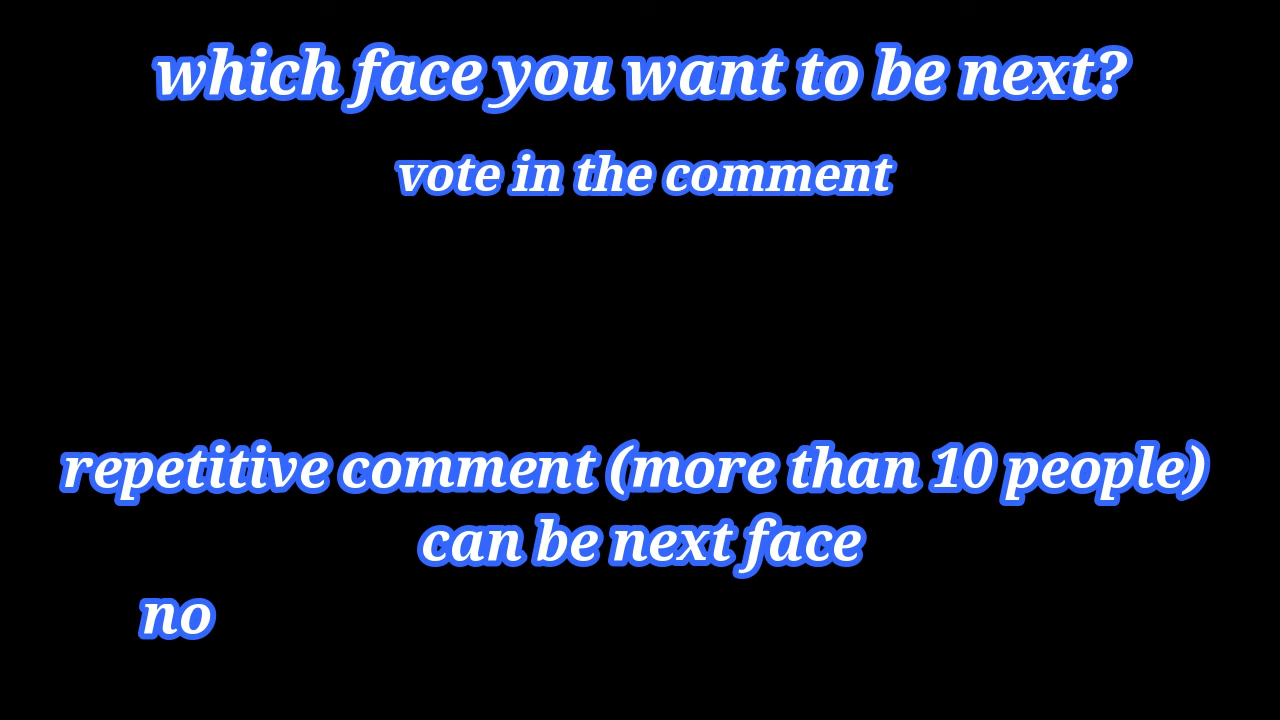 which face you want to be next?
vote in the comment
repetitive comment (more than 10 people)
can be next face
no